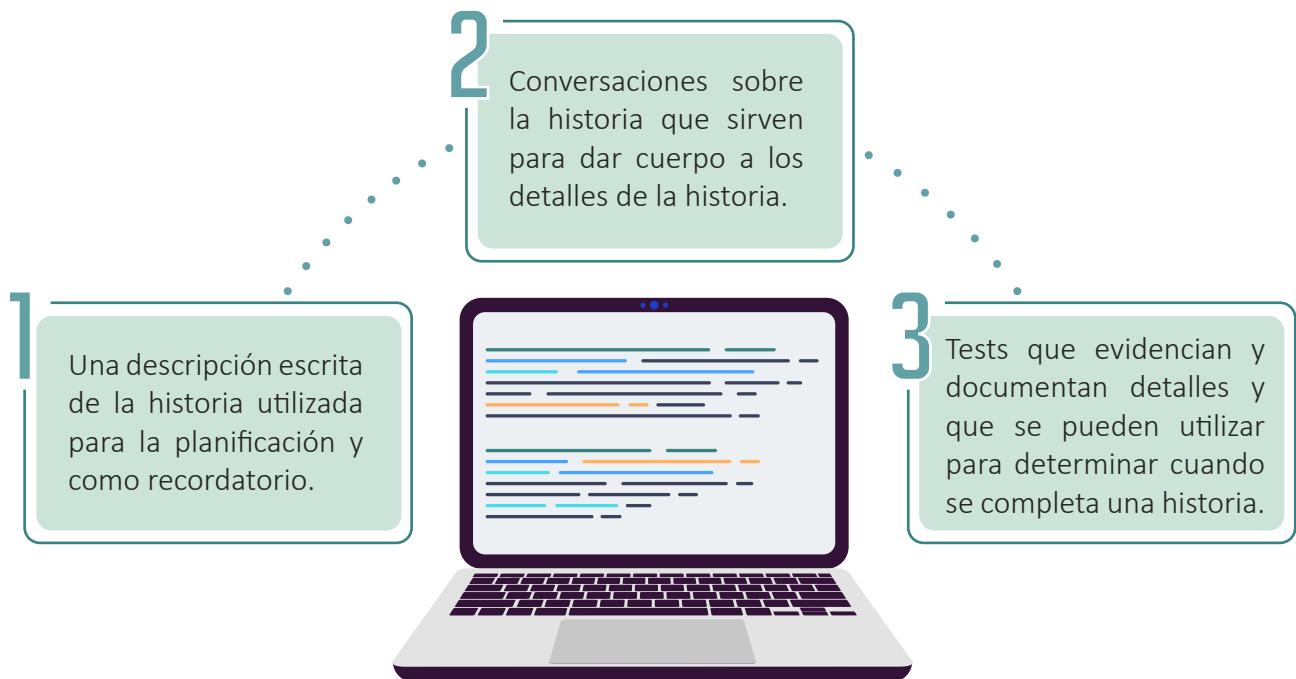 1
Una descripción escrita
de la historia utilizada
para la planificación y
como recordatorio.
2
Conversaciones sobre
la historia que sirven
para dar cuerpo a los
detalles de la historia.
3
Tests que evidencian y
documentan detalles y
que se pueden utilizar
para determinar cuando
se completa una historia.